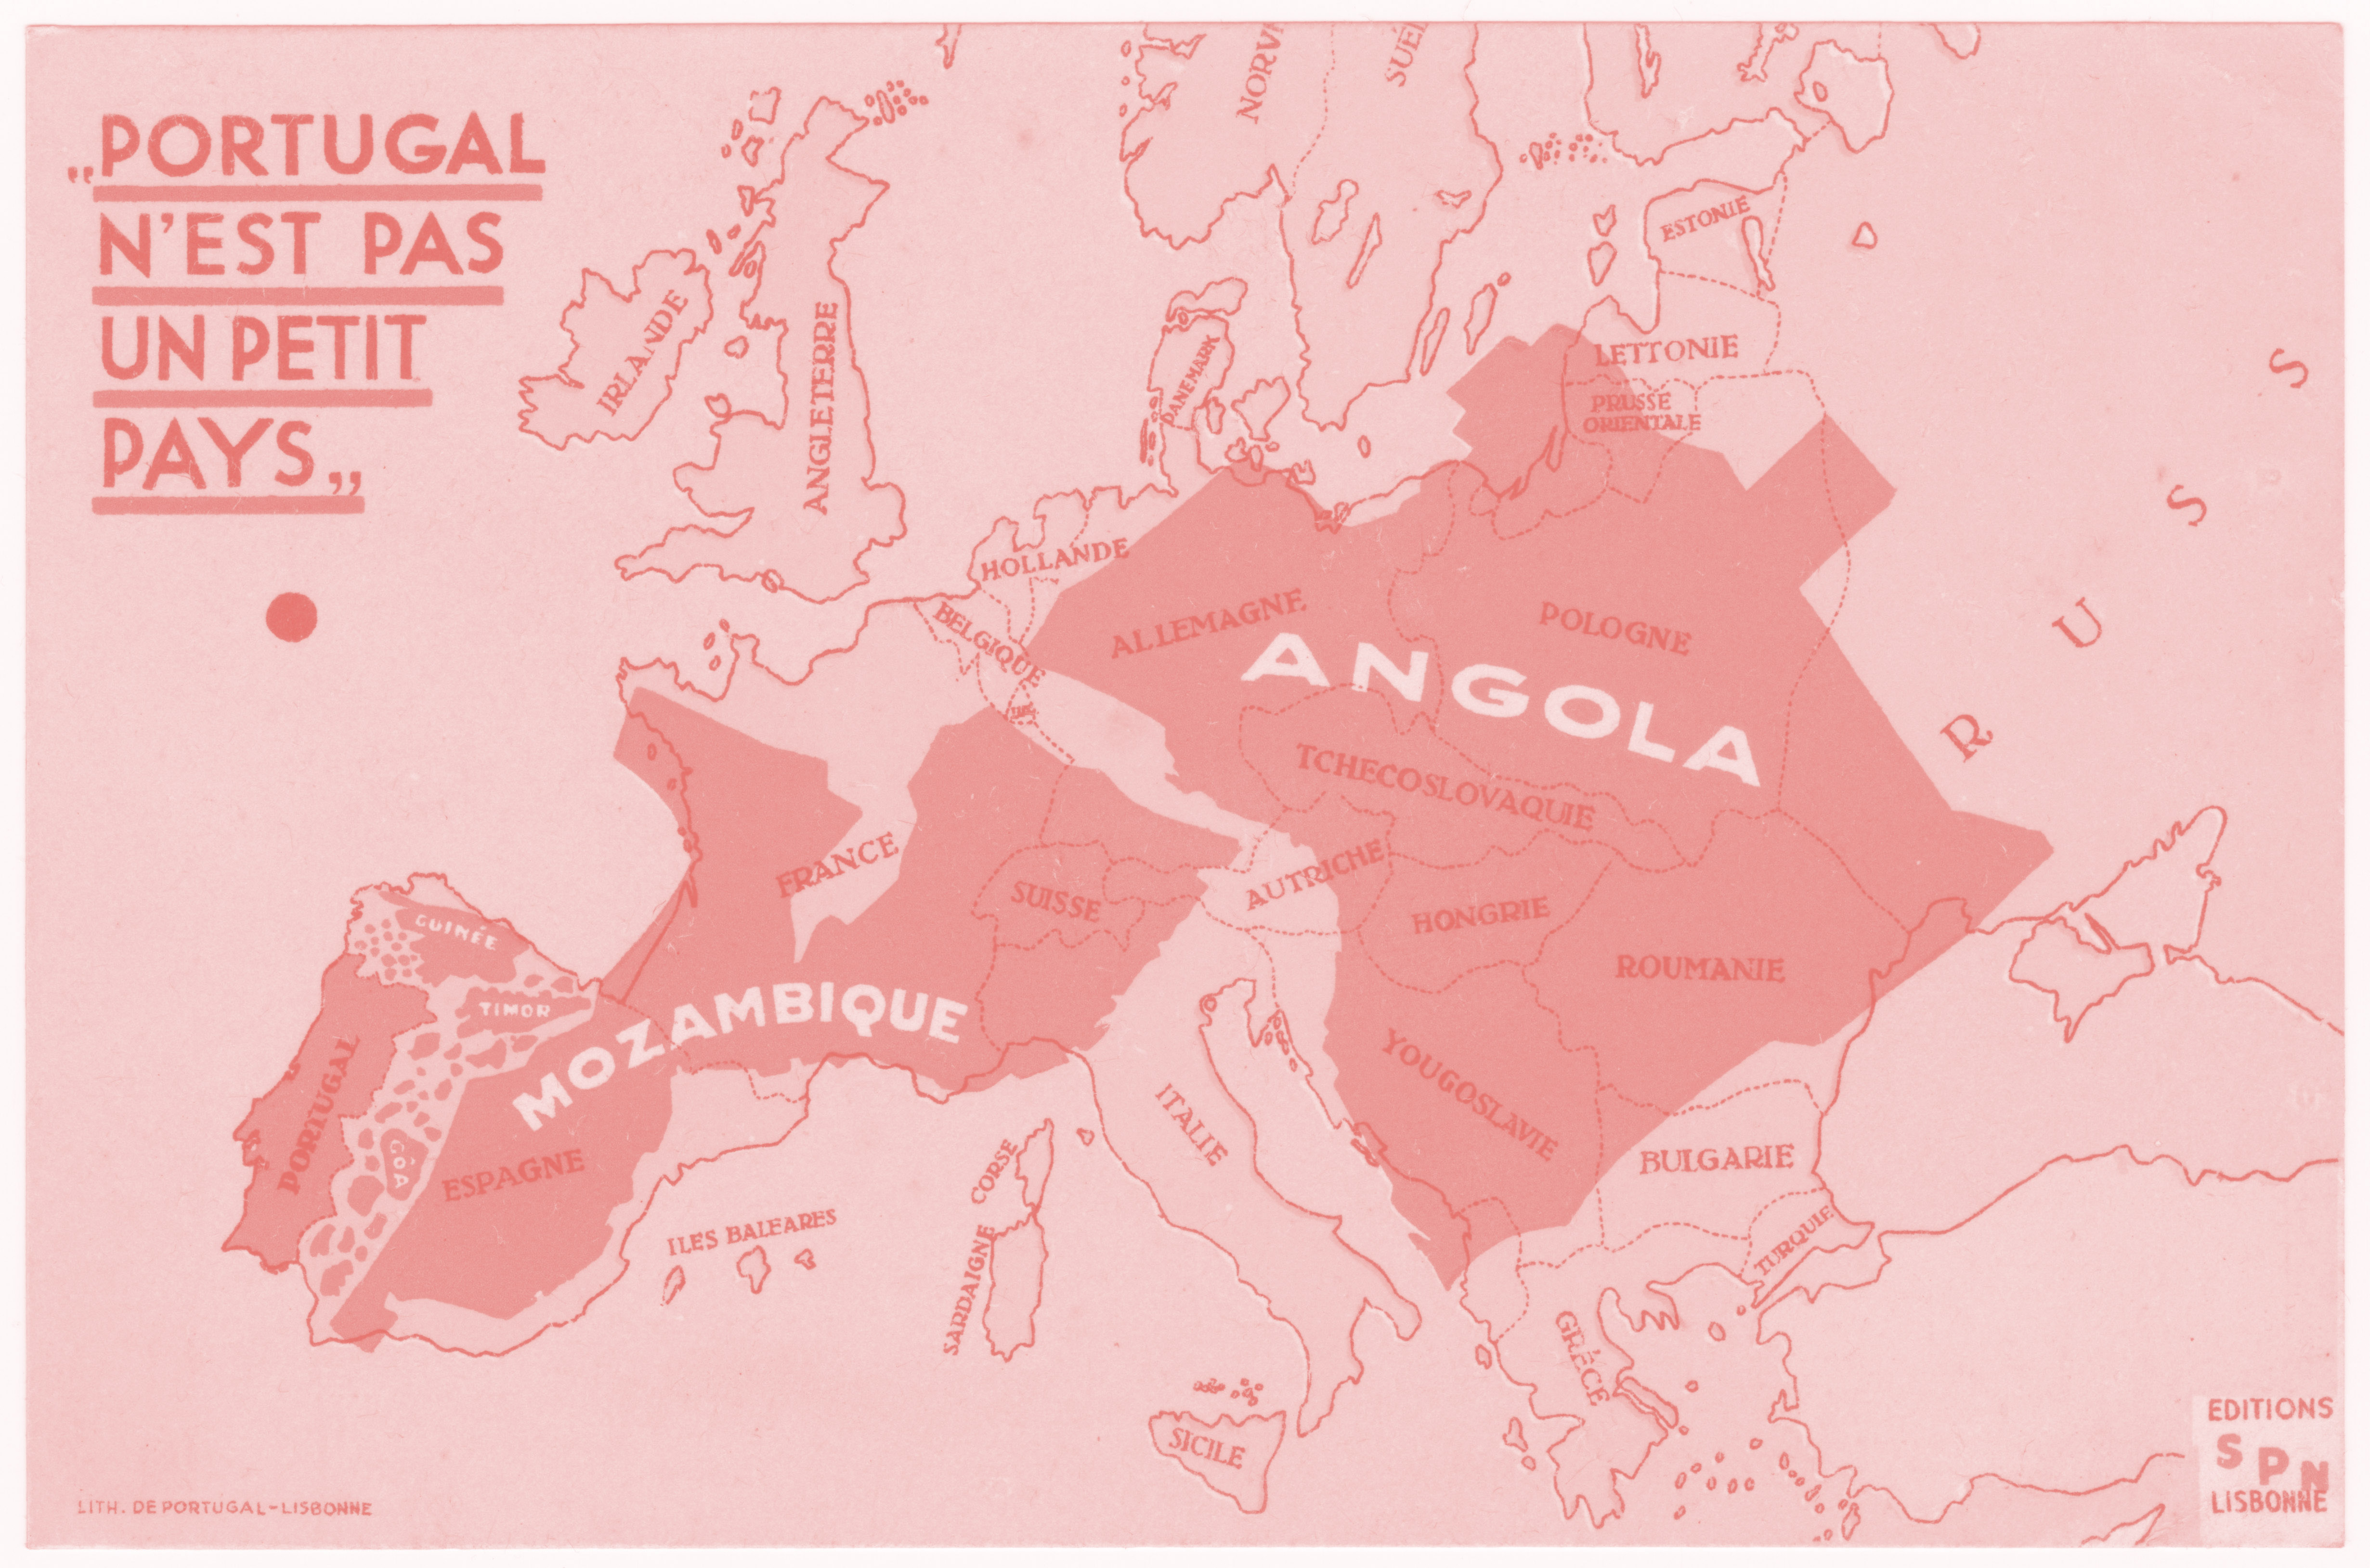 „PORTUGAL
N'EST PAS
UN PETIT
PAYS„
NORV
SUÉ
ESTONIE
LETTONIE
PRUSSE
ORIENTALE
IRLANDE
ANGLETERRE
DANEMARK
HOLLANDE
BELGIQUE
ALLEMAGNE
POLOGNE
ANGOLA
TCHECOSLOVAQUIE
RUSS
FRANCE
SUISSE
AUTRICHE
HONGRIE
ROUMANIE
GUINÉE
TIMOR
MOZAMBIQUE
PORTUGAL
GÔA
ESPAGNE
YOUGOSLAVIE
ITALIE
BULGARIE
CORSE
ILES BALEARES
SARDAIGNE
TURQUIE
GRÈCE
SICILE
EDITIONS
SPN
LISBONNE
LITH. DE PORTUGAL-LISBONNE